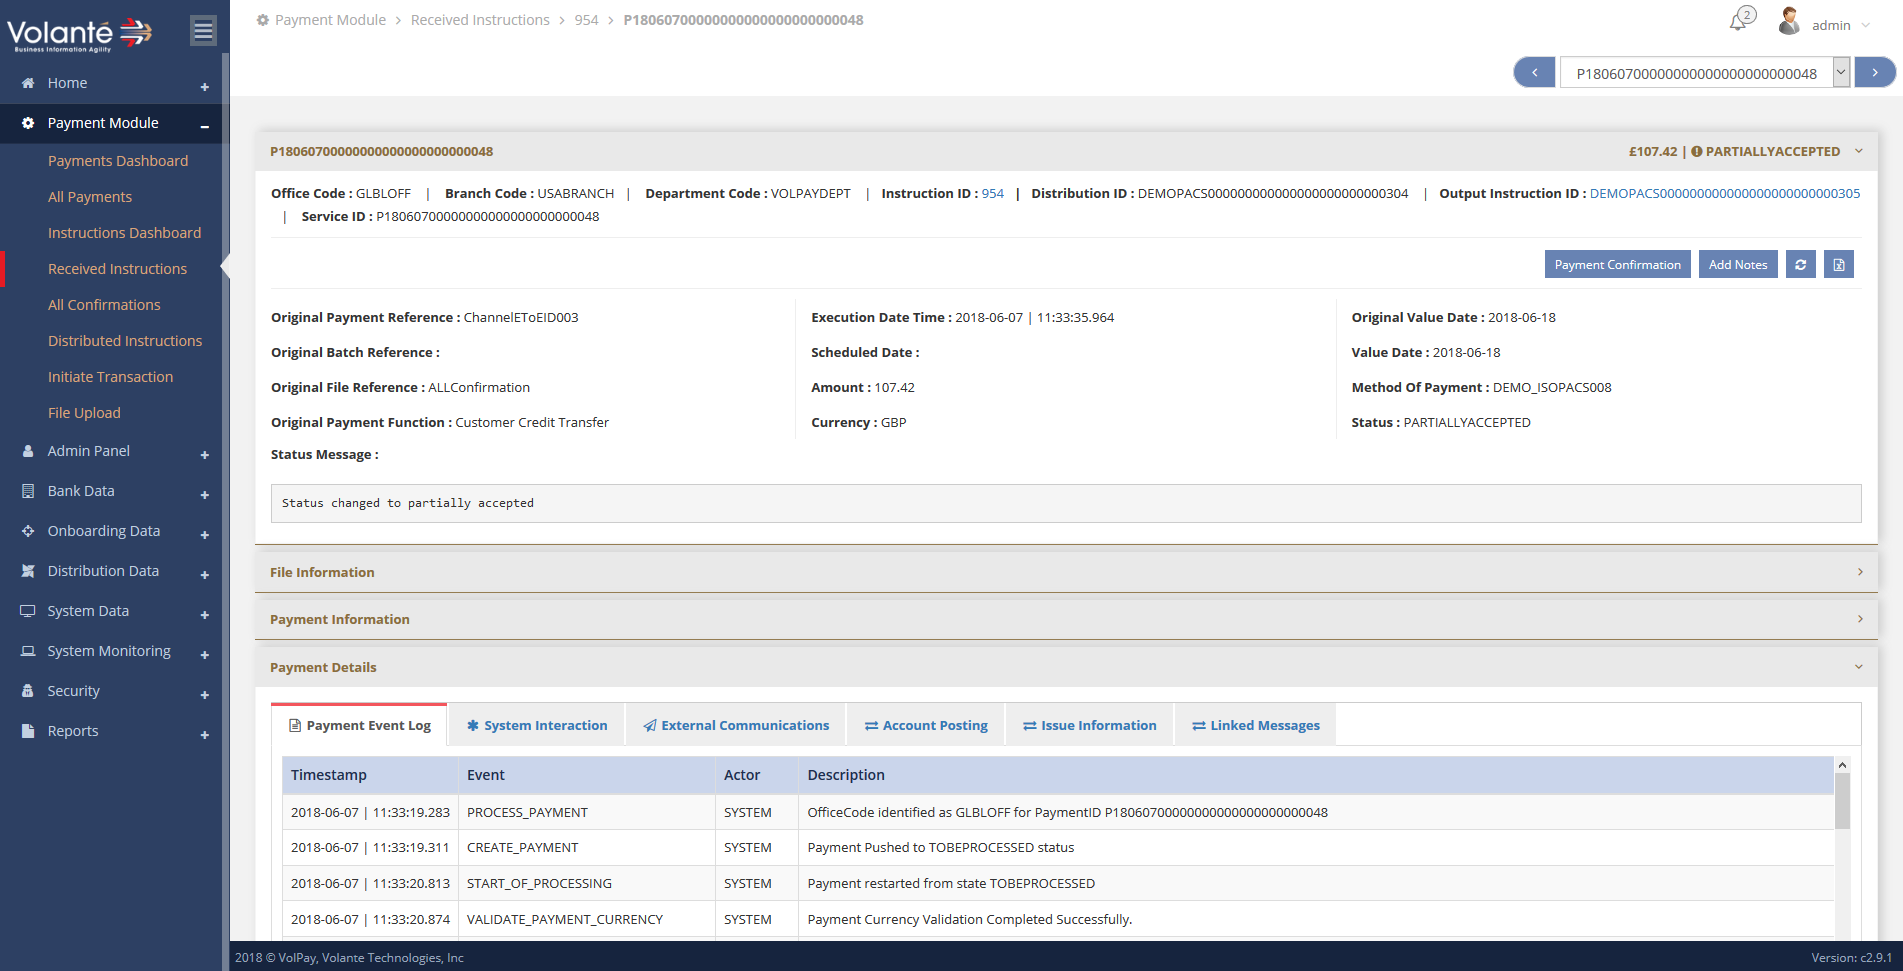 Volanté
Business Information Agility
Payment Module > Received Instructions > 954 > P18060700000000000000000000048
2
admin
P18060700000000000000000000048
Home
Payment Module
Payments Dashboard
All Payments
Instructions Dashboard
Received Instructions
All Confirmations
Distributed Instructions
Initiate Transaction
File Upload
Admin Panel
Bank Data
Onboarding Data
Distribution Data
System Data
System Monitoring
Security
Reports
P18060700000000000000000000048
£107.42 | PARTIALLYACCEPTED
Office Code : GLBLOFF | Branch Code : USABRANCH | Department Code : VOLPAYDEPT | Instruction ID : 954 | Distribution ID : DEMOPACS00000000000000000000000304 | Output Instruction ID : DEMOPACS00000000000000000000000305
| Service ID : P18060700000000000000000000048
Payment Confirmation Add Notes
Original Payment Reference : ChannelEToEID003
Original Batch Reference :
Original File Reference : ALLConfirmation
Original Payment Function : Customer Credit Transfer
Execution Date Time : 2018-06-07 | 11:33:35.964
Scheduled Date :
Amount : 107.42
Currency : GBP
Original Value Date : 2018-06-18
Value Date : 2018-06-18
Method Of Payment : DEMO_ISOPACS008
Status : PARTIALLYACCEPTED
Status Message :
Status changed to partially accepted
File Information
Payment Information
Payment Details
Payment Event Log System Interaction External Communications Account Posting Issue Information Linked Messages
Timestamp Event Actor Description
2018-06-07 | 11:33:19.283 PROCESS_PAYMENT SYSTEM OfficeCode identified as GLBLOFF for PaymentID P18060700000000000000000000048
2018-06-07 | 11:33:19.311 CREATE_PAYMENT SYSTEM Payment Pushed to TOBEPROCESSED status
2018-06-07 | 11:33:20.813 START_OF_PROCESSING SYSTEM Payment restarted from state TOBEPROCESSED
2018-06-07 | 11:33:20.874 VALIDATE_PAYMENT_CURRENCY SYSTEM Payment Currency Validation Completed Successfully.
2018 © VolPay, Volante Technologies, Inc
Version: c2.9.1